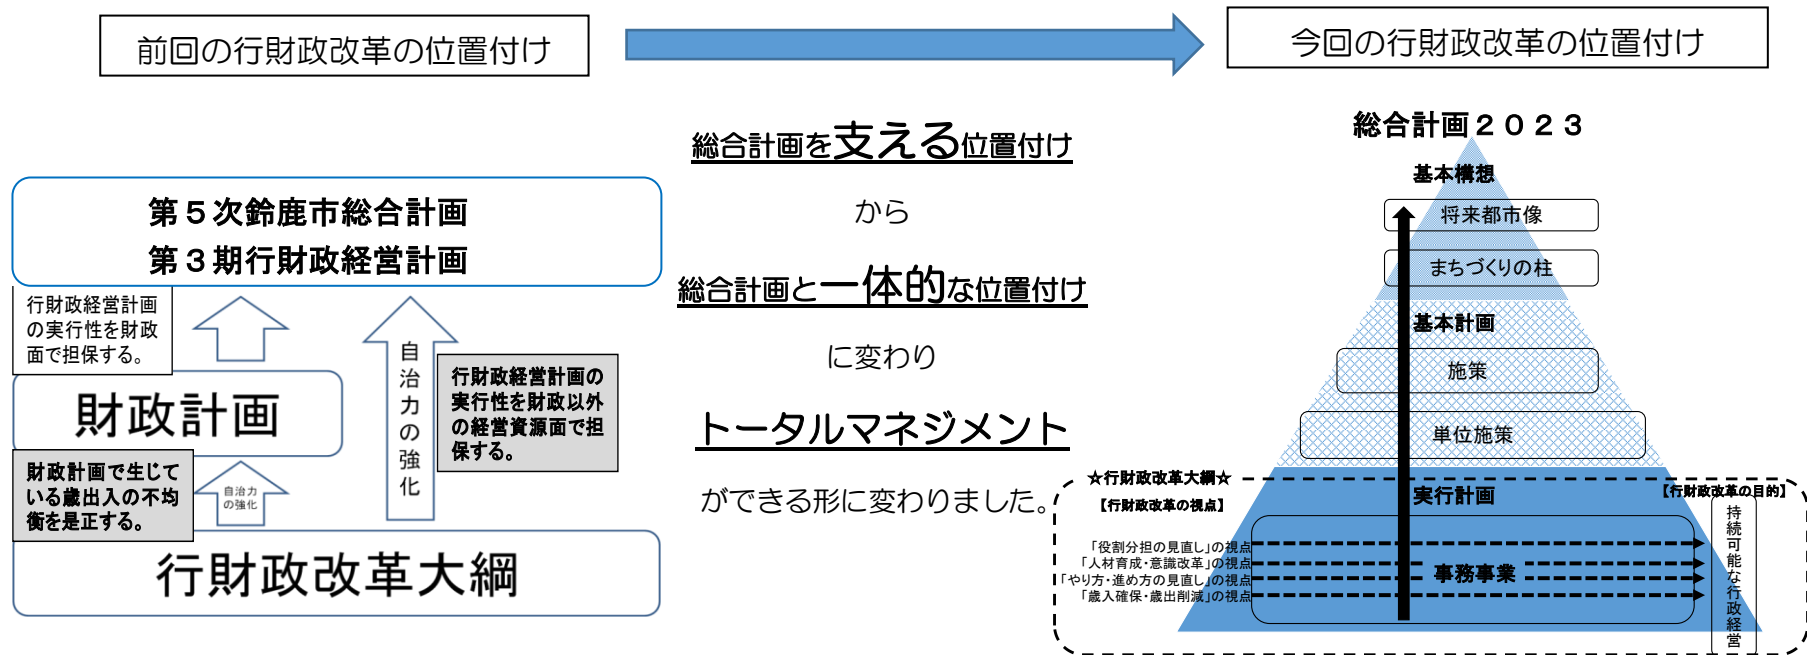 前回の行財政改革の位置付け
今回の行財政改革の位置付け
第５次鈴鹿市総合計画
第３期行財政経営計画
行財政経営計画
の実行性を財政
面で担保する。
自治力の強化
行財政経営計画の
実行性を財政以外
の経営資源面で担
保する。
財政計画
財政計画で生じて
いる歳出入の不均
衡を是正する。
自治力
の強化
行財政改革大綱
総合計画を支える位置付け
から
総合計画と一体的な位置付け
に変わり
トータルマネジメント
ができる形に変わりました。
総合計画２０２３
基本構想
将来都市像
まちづくりの柱
基本計画
施策
単位施策
☆行財政改革大綱☆
【行財政改革の視点】
実行計画
【行財政改革の目的】
「役割分担の見直し」の視点
「人材育成・意識改革」の視点
「やり方・進め方の見直し」の視点
「歳入確保・歳出削減」の視点
事務事業
持続可能な行政経営